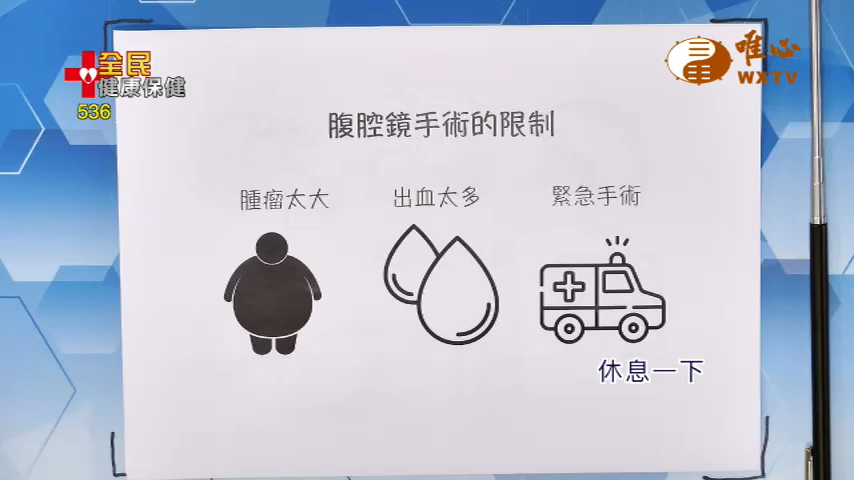 全民
健康保健
536
唯心
WXTV
腹腔鏡手術的限制
腫瘤太大
出血太多
緊急手術
休息一下